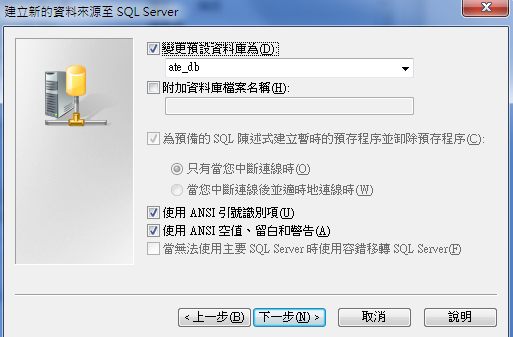 建立新的資料來源至 SQL Server
變更預設資料庫為(D):
ate_db
附加資料庫檔案名稱(H):
為預備的 SQL 陳述式建立暫時的預存程序並卸除預存程序(C):
只有當您中斷連線時(O)
當您中斷連線後並適時地連線時(W)
使用 ANSI 引號識別項(U)
使用 ANSI 空值、留白和警告(A)
當無法使用主要 SQL Server 時使用容錯移轉 SQL Server(F)
< 上一步(B) 下一步(N) > 取消 說明